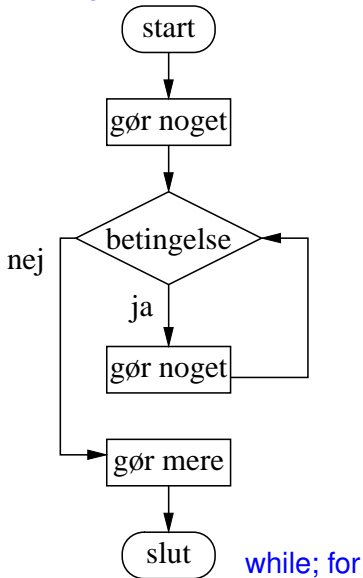 start
gør noget
betingelse
nej
ja
gør noget
gør mere
slut
while; for